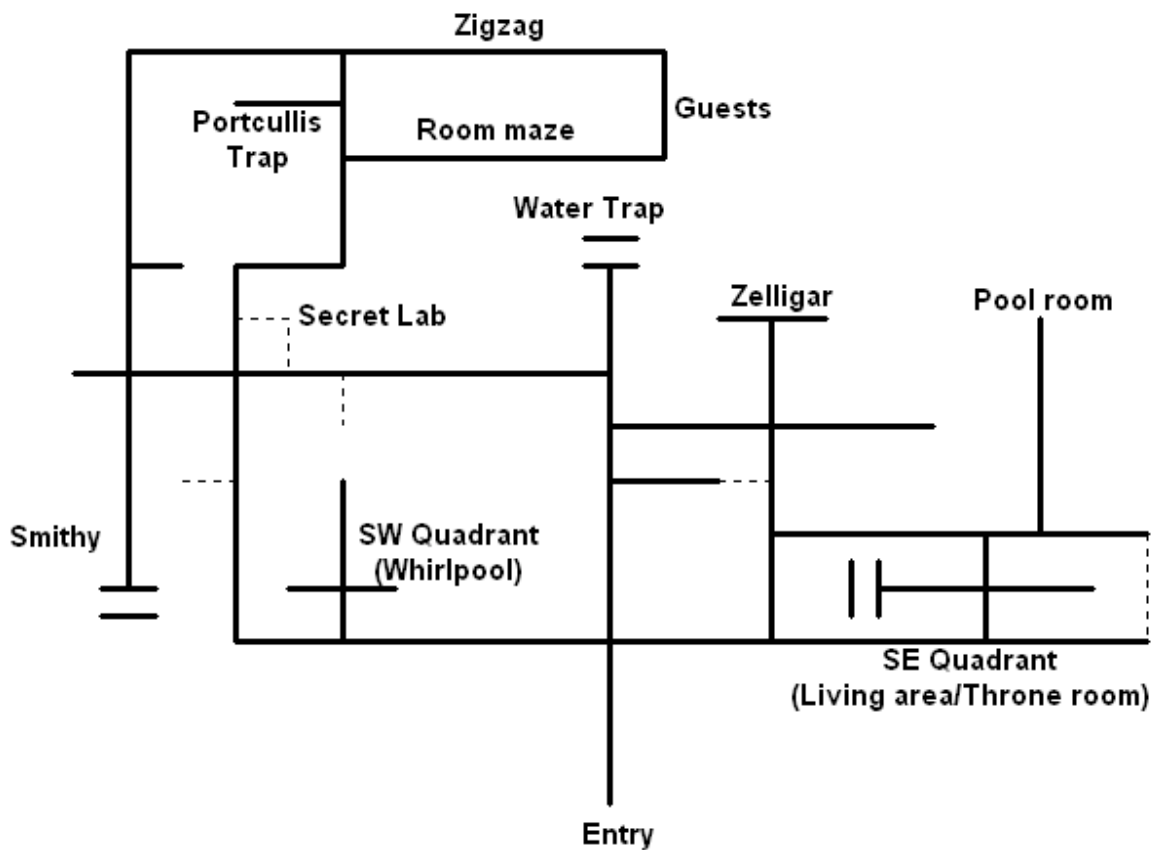 Zigzag
Guests
Portcullis
Trap
Room maze
Water Trap
Zelligar
Pool room
Secret Lab
Smithy
SW Quadrant
(Whirlpool)
SE Quadrant
(Living area/Throne room)
Entry